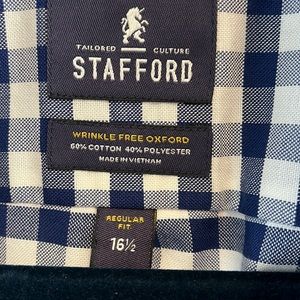 TAILORED CULTURE
STAFFORD
WRINKLE FREE OXFORD
60% COTTON 40% POLYESTER
MADE IN VIETNAM
REGULAR
FIT
16½